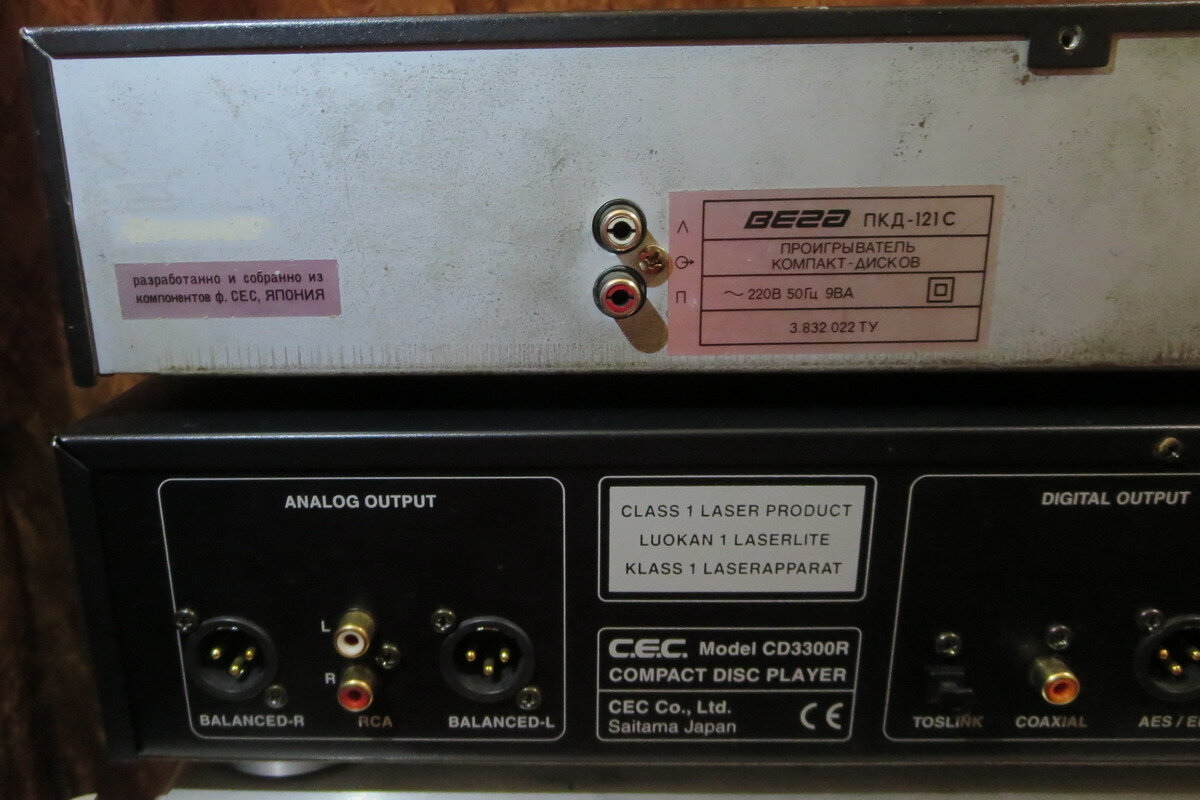 разработанно и собранно из
компонентов ф. СЕС, ЯПОНИЯ
Л
П
ВЕГА ПКД-121С
ПРОИГРЫВАТЕЛЬ
КОМПАКТ-ДИСКОВ
~ 220В 50Гц 9ВА
3.832.022 ТУ
ANALOG OUTPUT
L
R
BALANCED-R
RCA
BALANCED-L
CLASS 1 LASER PRODUCT
LUOKAN 1 LASERLITE
KLASS 1 LASERAPPARAT
C.E.C. Model CD3300R
COMPACT DISC PLAYER
CEC Co., Ltd.
Saitama Japan
CE
DIGITAL OUTPUT
TOSLINK
COAXIAL
AES /